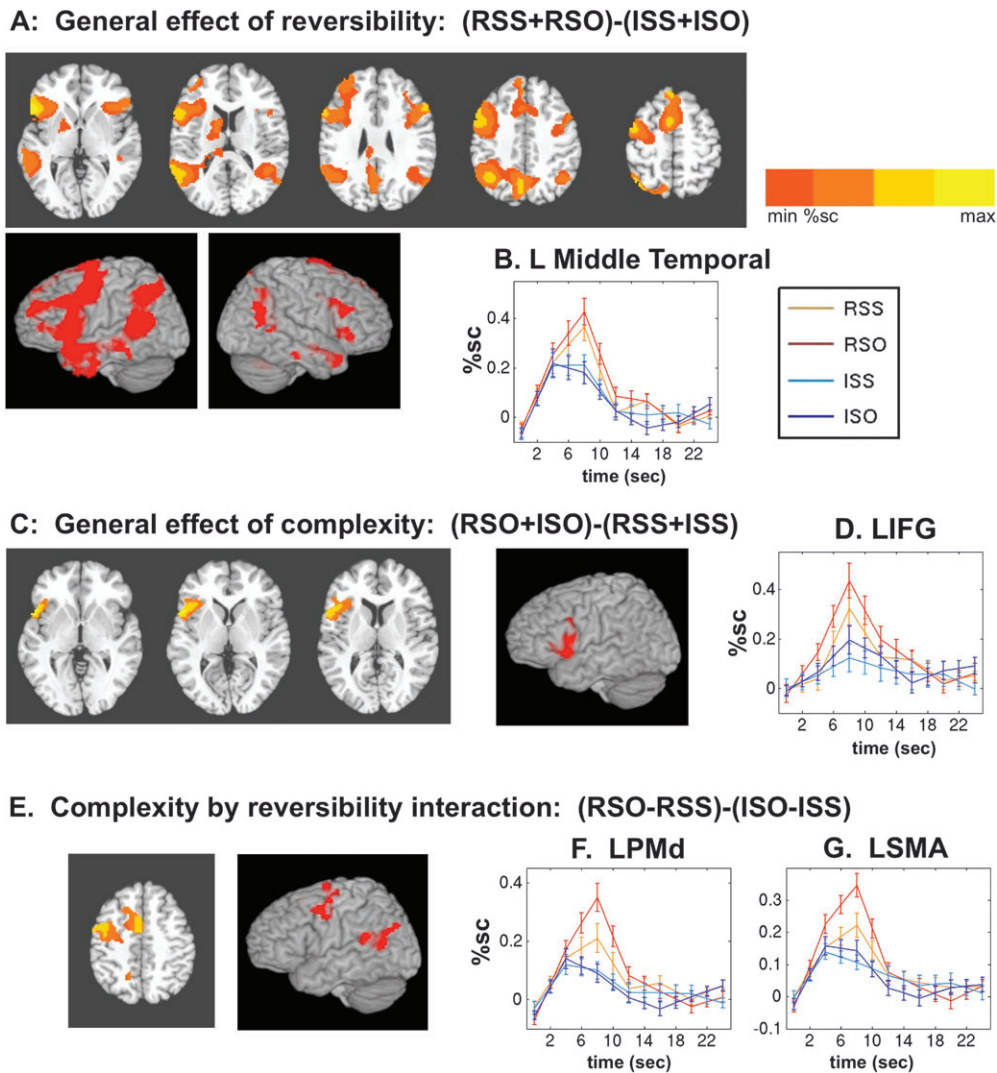 A: General effect of reversibility: (RSS+RSO)-(ISS+ISO)
min %sc max
B. L Middle Temporal
%sc
0.4
0.2
0
2 6 10 14 18 22
time (sec)
RSS
RSO
ISS
ISO
C: General effect of complexity: (RSO+ISO)-(RSS+ISS)
D. LIFG
%sc
0.4
0.2
0
2 6 10 14 18 22
time (sec)
E. Complexity by reversibility interaction: (RSO-RSS)-(ISO-ISS)
F. LPMd
%sc
0.4
0.2
0
2 6 10 14 18 22
time (sec)
G. LSMA
%sc
0.4
0.3
0.2
0.1
0
-0.1
2 6 10 14 18 22
time (sec)